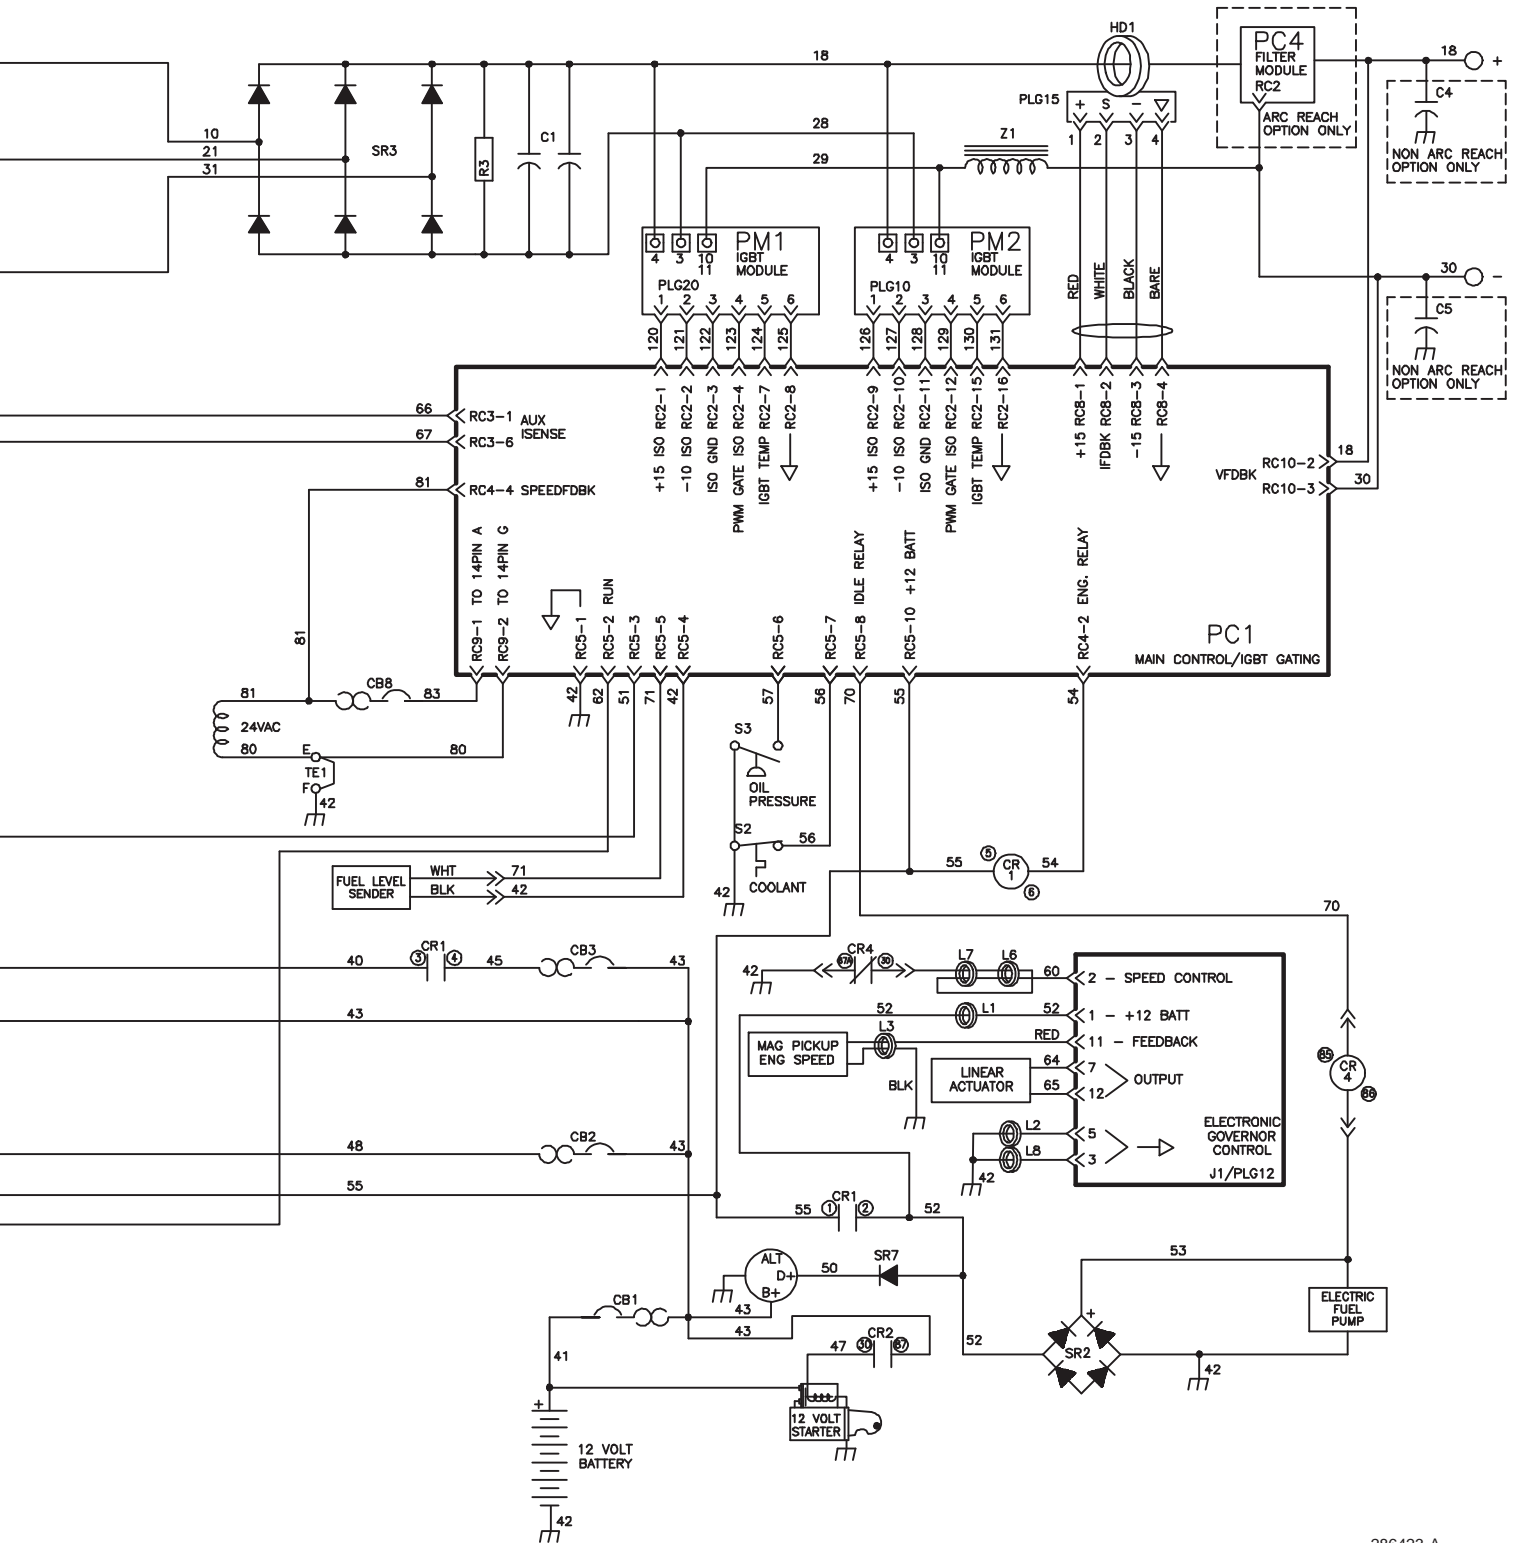 HD1
PC4
FILTER
MODULE
RC2
18
18 +
PLG15 + S −
1 2 3 4
ARC REACH
OPTION ONLY
C4
NON ARC REACH
OPTION ONLY
10
21
31
SR3
R3
C1
28
29
Z1
PM1
IGBT
MODULE
4 3 10
11
PLG20
1 2 3 4 5 6
PM2
IGBT
MODULE
4 3 10
11
PLG10
1 2 3 4 5 6
RED
WHITE
BLACK
BARE
30 −
C5
NON ARC REACH
OPTION ONLY
120
121
122
123
124
125
126
127
128
129
130
131
66
RC3-1
AUX
ISENSE
67
RC3-6
81
RC4-4 SPEEDFDBK
+15 ISO RC2-1
-10 ISO RC2-2
ISO GND RC2-3
PWM GATE ISO RC2-4
IGBT TEMP RC2-7
RC2-8
+15 ISO RC2-9
-10 ISO RC2-10
ISO GND RC2-11
PWM GATE ISO RC2-12
IGBT TEMP RC2-15
RC2-16
+15 RC8-1
IFDBK RC8-2
-15 RC8-3
RC8-4
VFDBK
RC10-2
18
RC10-3
30
RC9-1 TO 14PIN A
RC9-2 TO 14PIN G
RC5-1
RC5-2 RUN
RC5-3
RC5-5
RC5-4
RC5-6
RC5-7
RC5-8 IDLE RELAY
RC5-10 +12 BATT
RC4-2 ENG. RELAY
PC1
MAIN CONTROL/IGBT GATING
81
42
62
51
71
42
57
56
70
55
54
81
CB8
83
24VAC
80
E
80
TE1
F
42
S3
OIL
PRESSURE
S2
56
COOLANT
42
FUEL LEVEL
SENDER
WHT
71
BLK
42
55
5
CR
1
6
54
70
40
3
CR1
4
45
CB3
43
43
42
CR4
87A
30
L7
L6
60
2 - SPEED CONTROL
52
L1
52
1 - +12 BATT
MAG PICKUP
ENG SPEED
L3
RED
11 - FEEDBACK
BLK
LINEAR
ACTUATOR
64
7
65
12
OUTPUT
L2
5
L8
3
42
ELECTRONIC
GOVERNOR
CONTROL
J1/PLG12
85
CR
4
86
48
CB2
43
55
55
1
CR1
2
52
ALT
D+
B+
50
SR7
53
CB1
43
43
47
30
CR2
87
52
SR2
+
ELECTRIC
FUEL
PUMP
42
41
+
12 VOLT
BATTERY
42
12 VOLT
STARTER